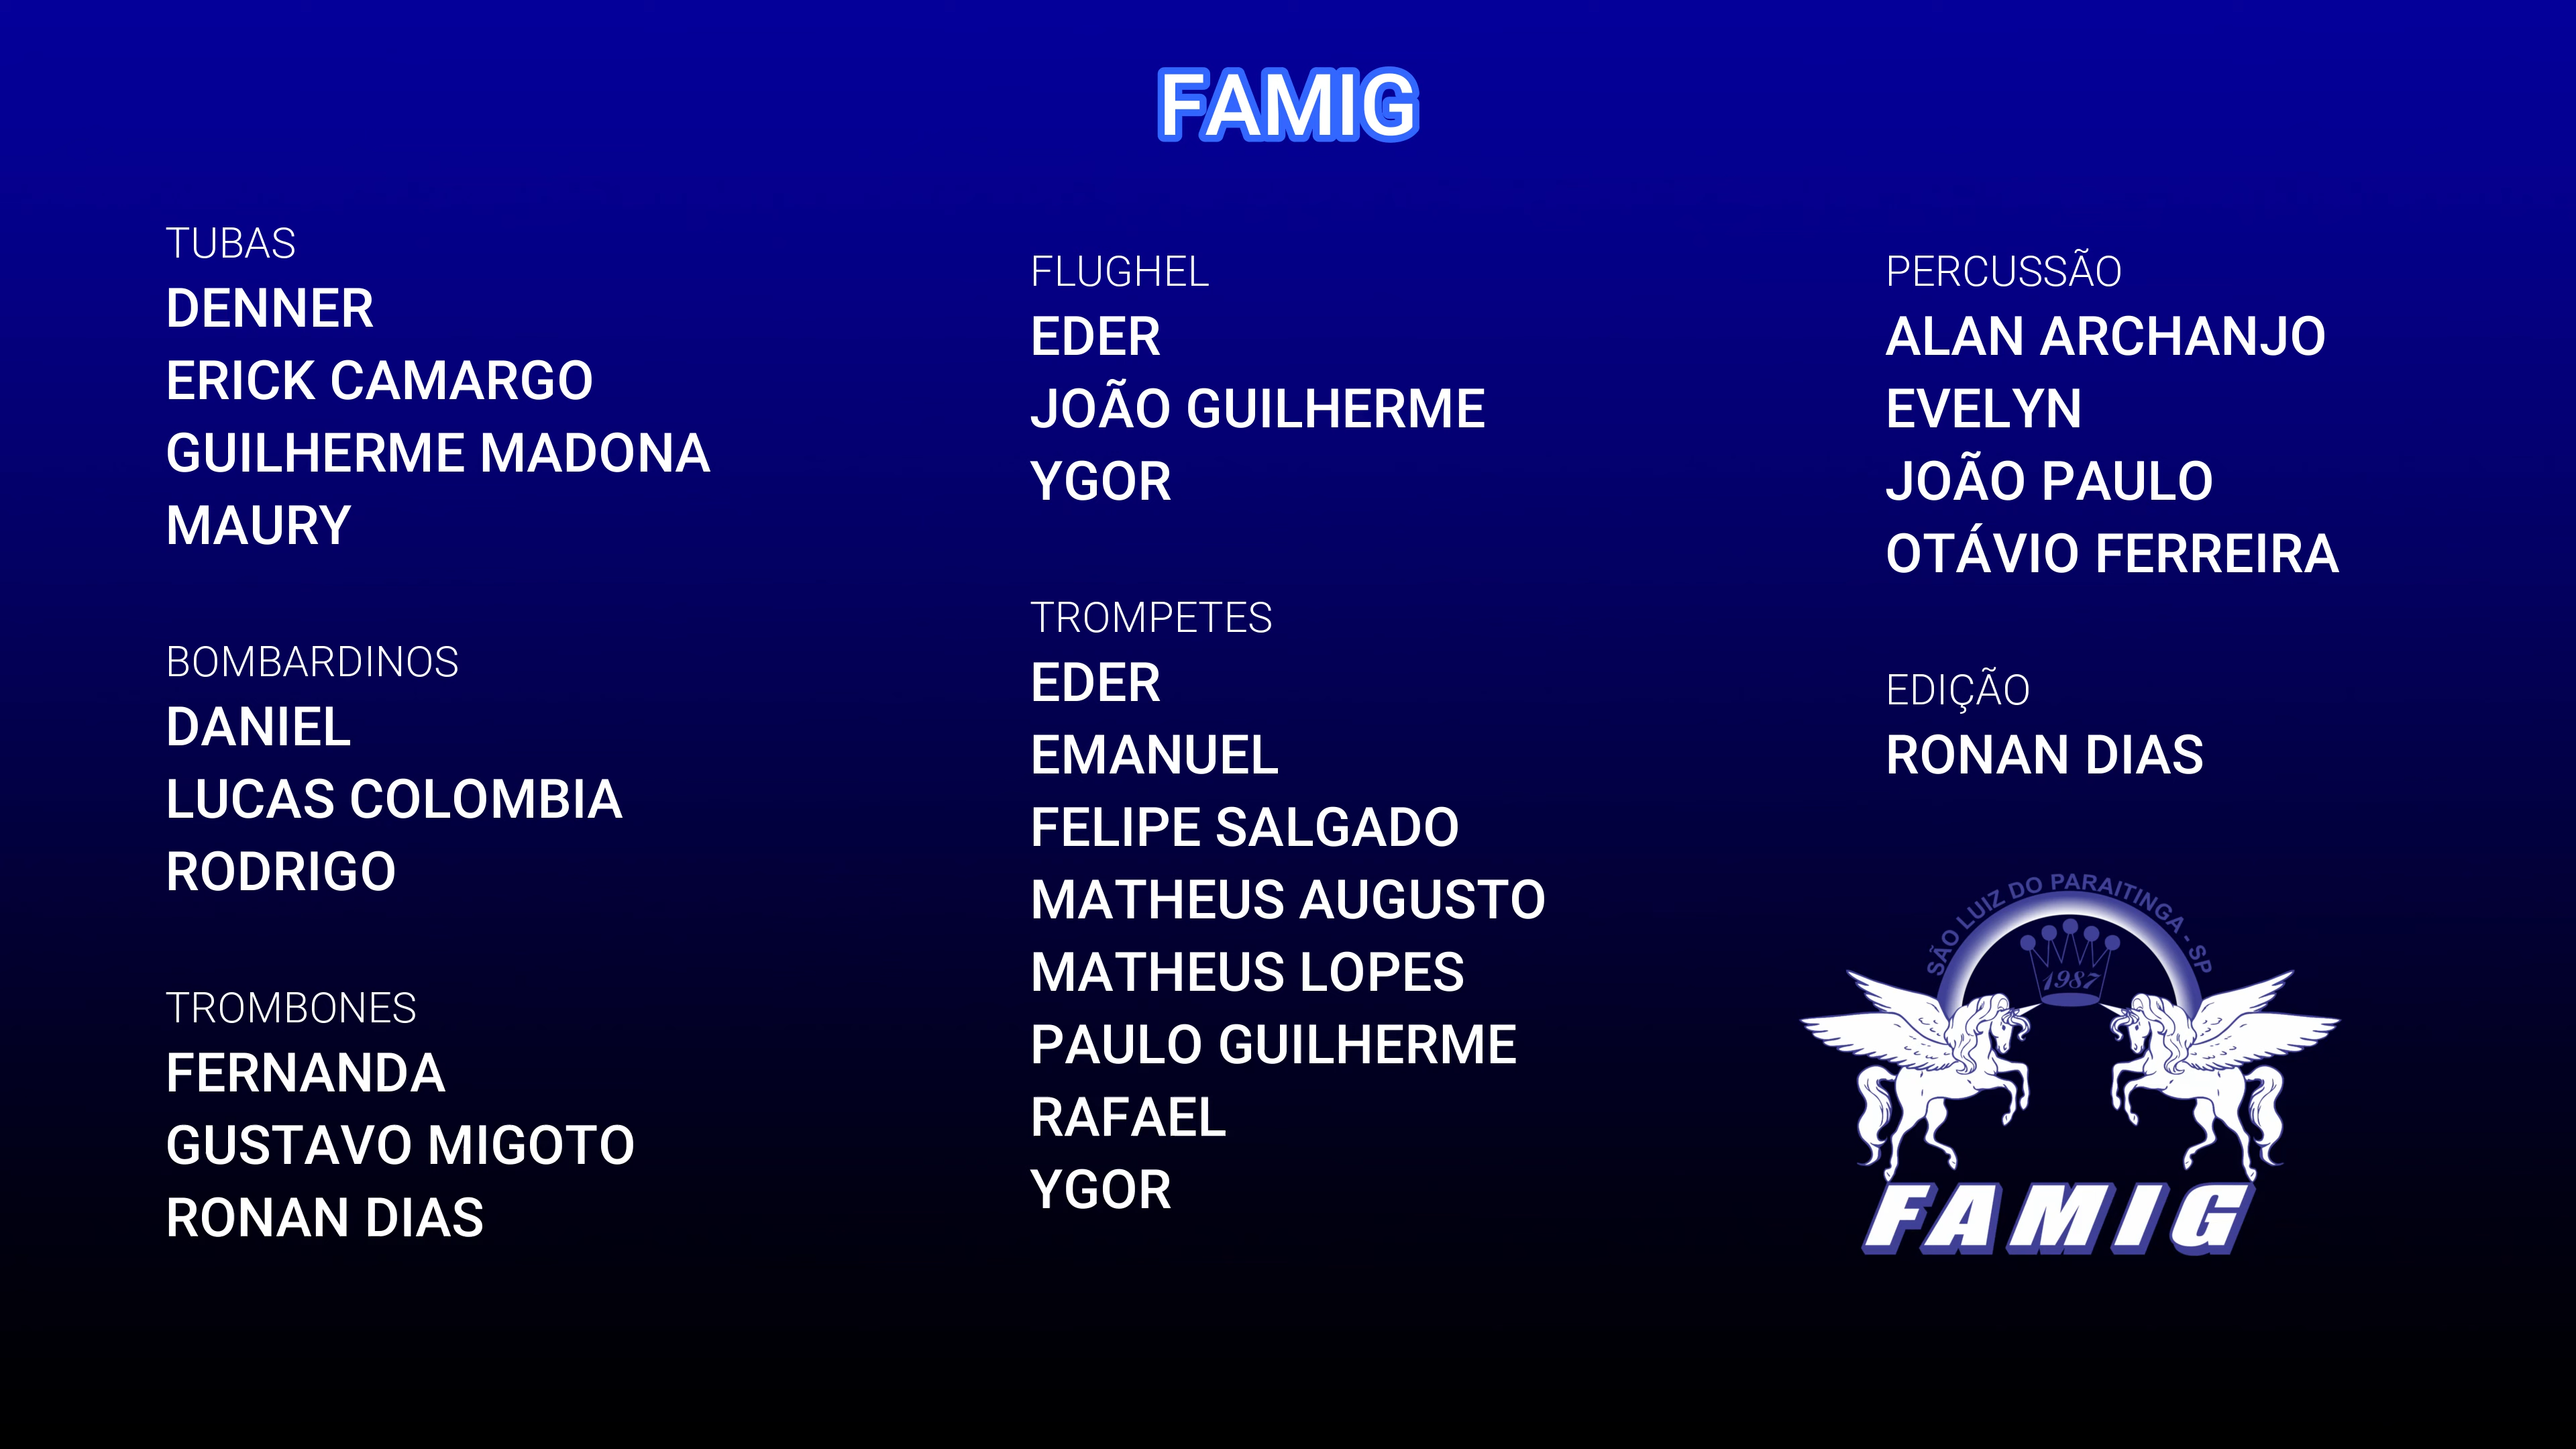 FAMIG
TUBAS
DENNER
ERICK CAMARGO
GUILHERME MADONA
MAURY
BOMBARDINOS
DANIEL
LUCAS COLOMBIA
RODRIGO
TROMBONES
FERNANDA
GUSTAVO MIGOTO
RONAN DIAS
FLUGHEL
EDER
JOÃO GUILHERME
YGOR
TROMPETES
EDER
EMANUEL
FELIPE SALGADO
MATHEUS AUGUSTO
MATHEUS LOPES
PAULO GUILHERME
RAFAEL
YGOR
PERCUSSÃO
ALAN ARCHANJO
EVELYN
JOÃO PAULO
OTÁVIO FERREIRA
EDIÇÃO
RONAN DIAS
SÃO LUIZ DO PARAITINGA - SP
1987
FAMIG